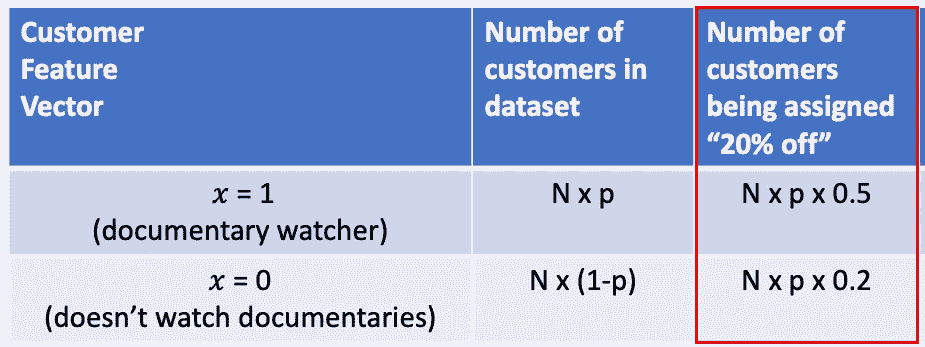 Customer
Feature
Vector
Number of
customers in
dataset
Number of
customers
being assigned
“20% off”
x = 1
(documentary watcher)
N x p
N x p x 0.5
x = 0
(doesn’t watch documentaries)
N x (1-p)
N x p x 0.2